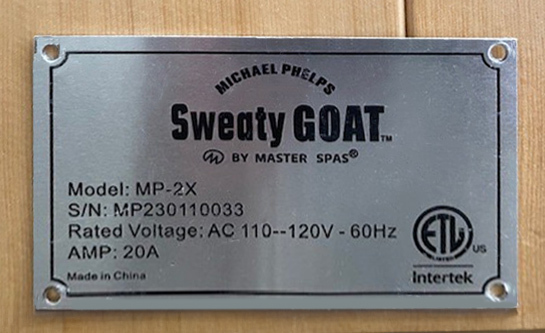 MICHAEL PHELPS
Sweaty GOAT™
BY MASTER SPAS®
Model: MP-2X
S/N: MP230110033
Rated Voltage: AC 110--120V - 60Hz
AMP: 20A
Made in China
ETL US
Intertek